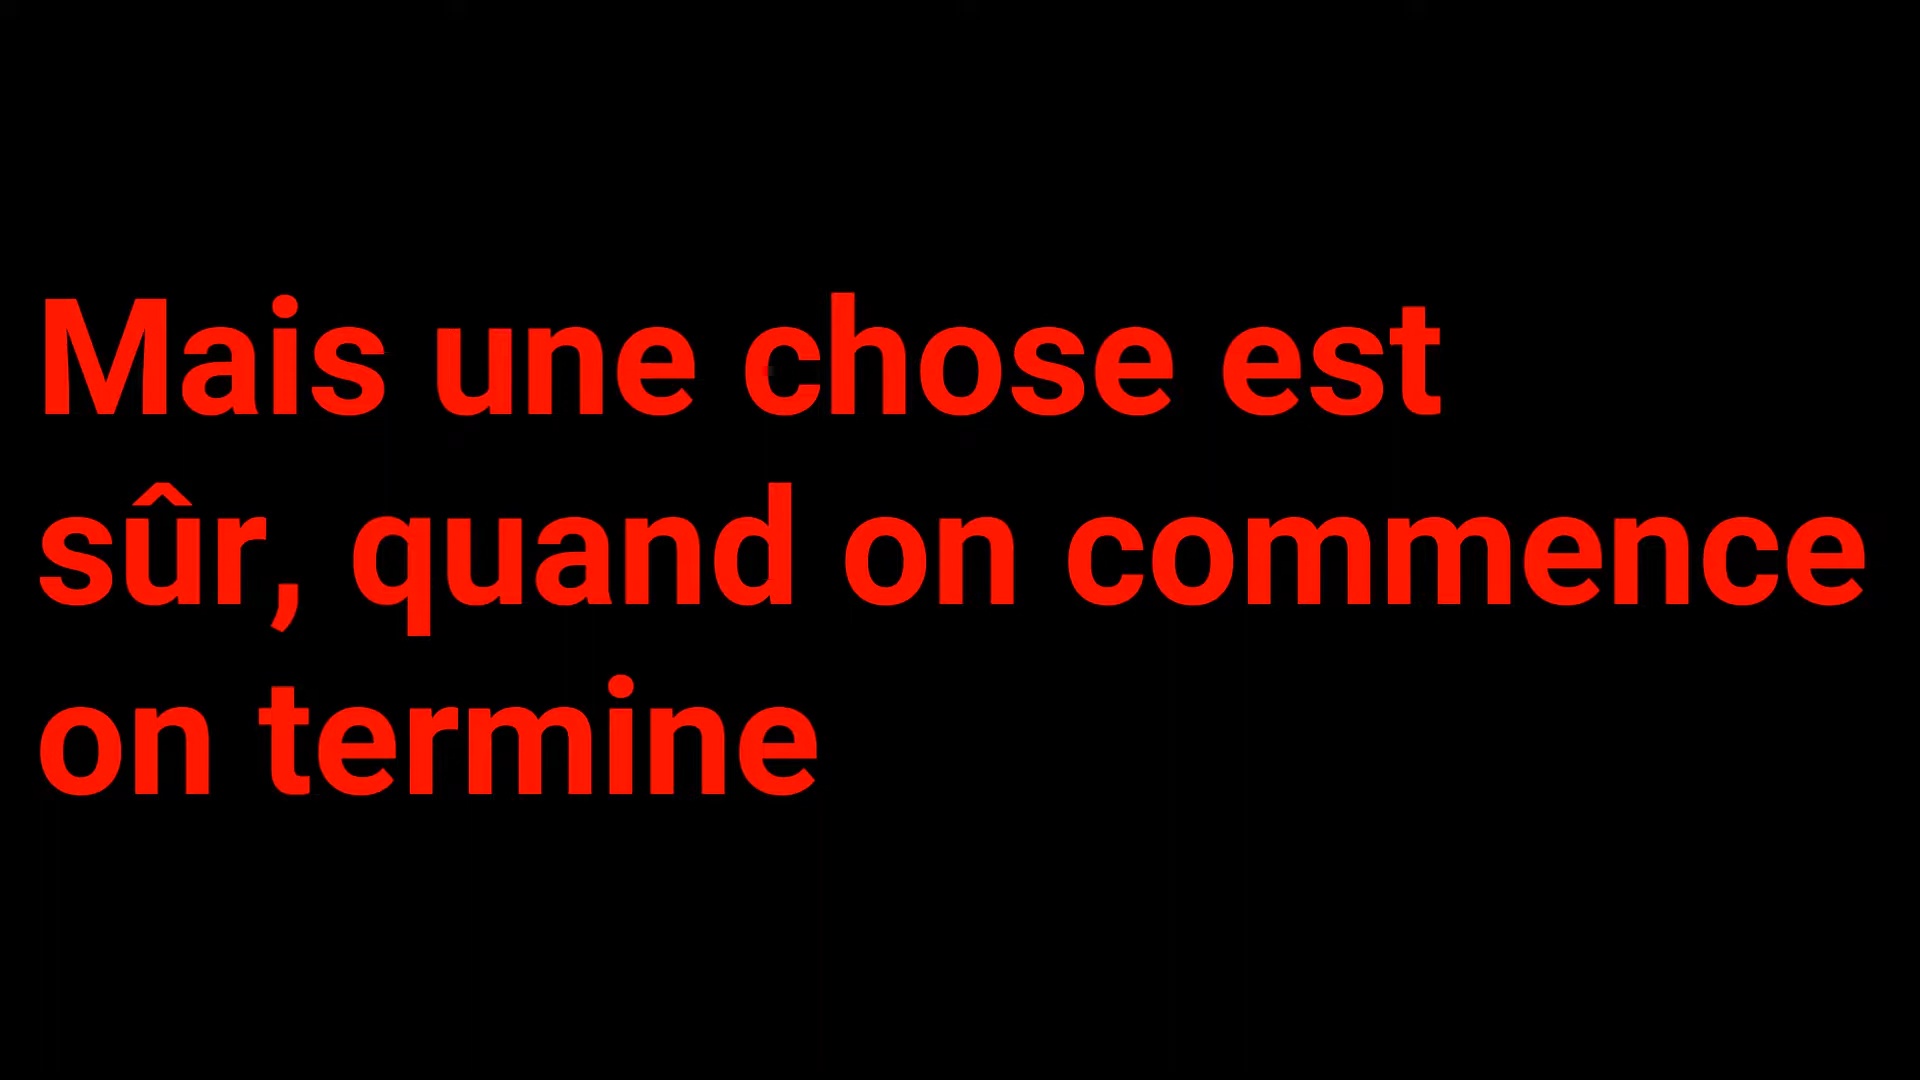 Mais une chose est
sûr, quand on commence
on termine